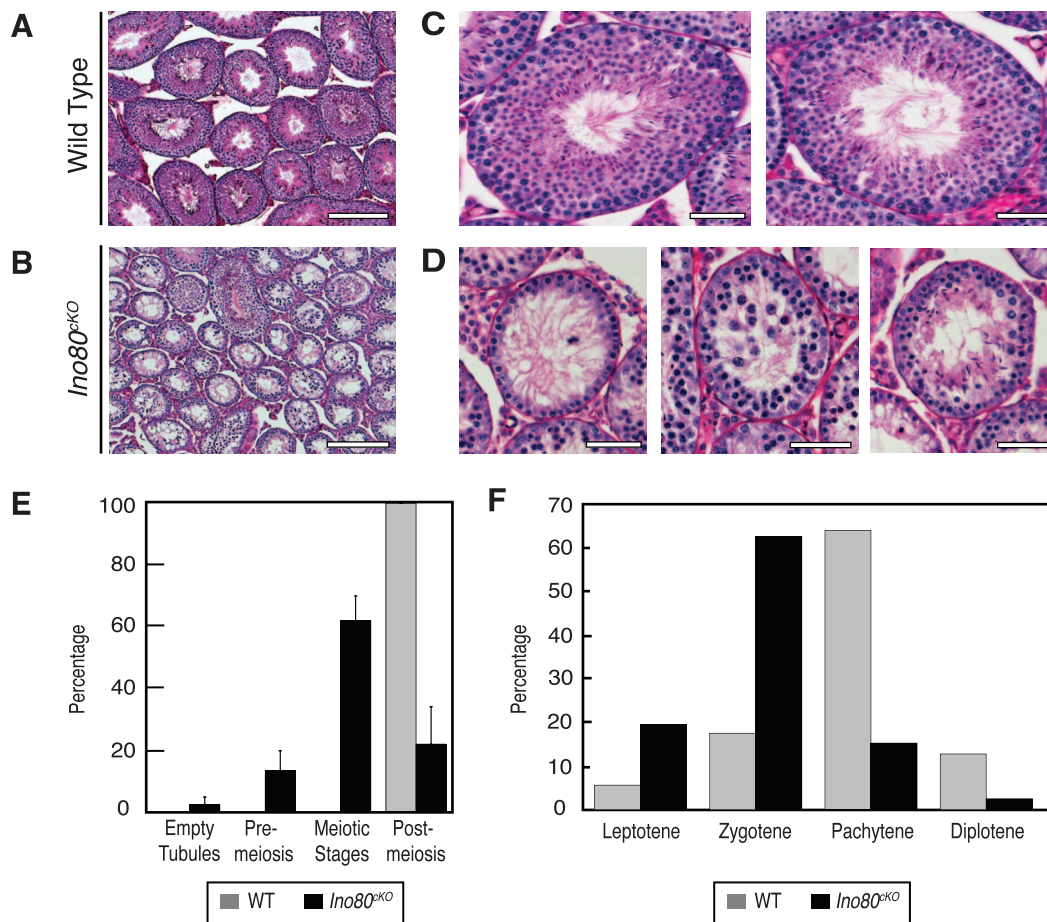 A
Wild Type
C
B
Ino80cKO
D
E
Percentage
100
80
60
40
20
0
Empty Tubules
Pre-meiosis
Meiotic Stages
Post-meiosis
WT Ino80cKO
F
Percentage
70
60
50
40
30
20
10
0
Leptotene Zygotene Pachytene Diplotene
WT Ino80cKO